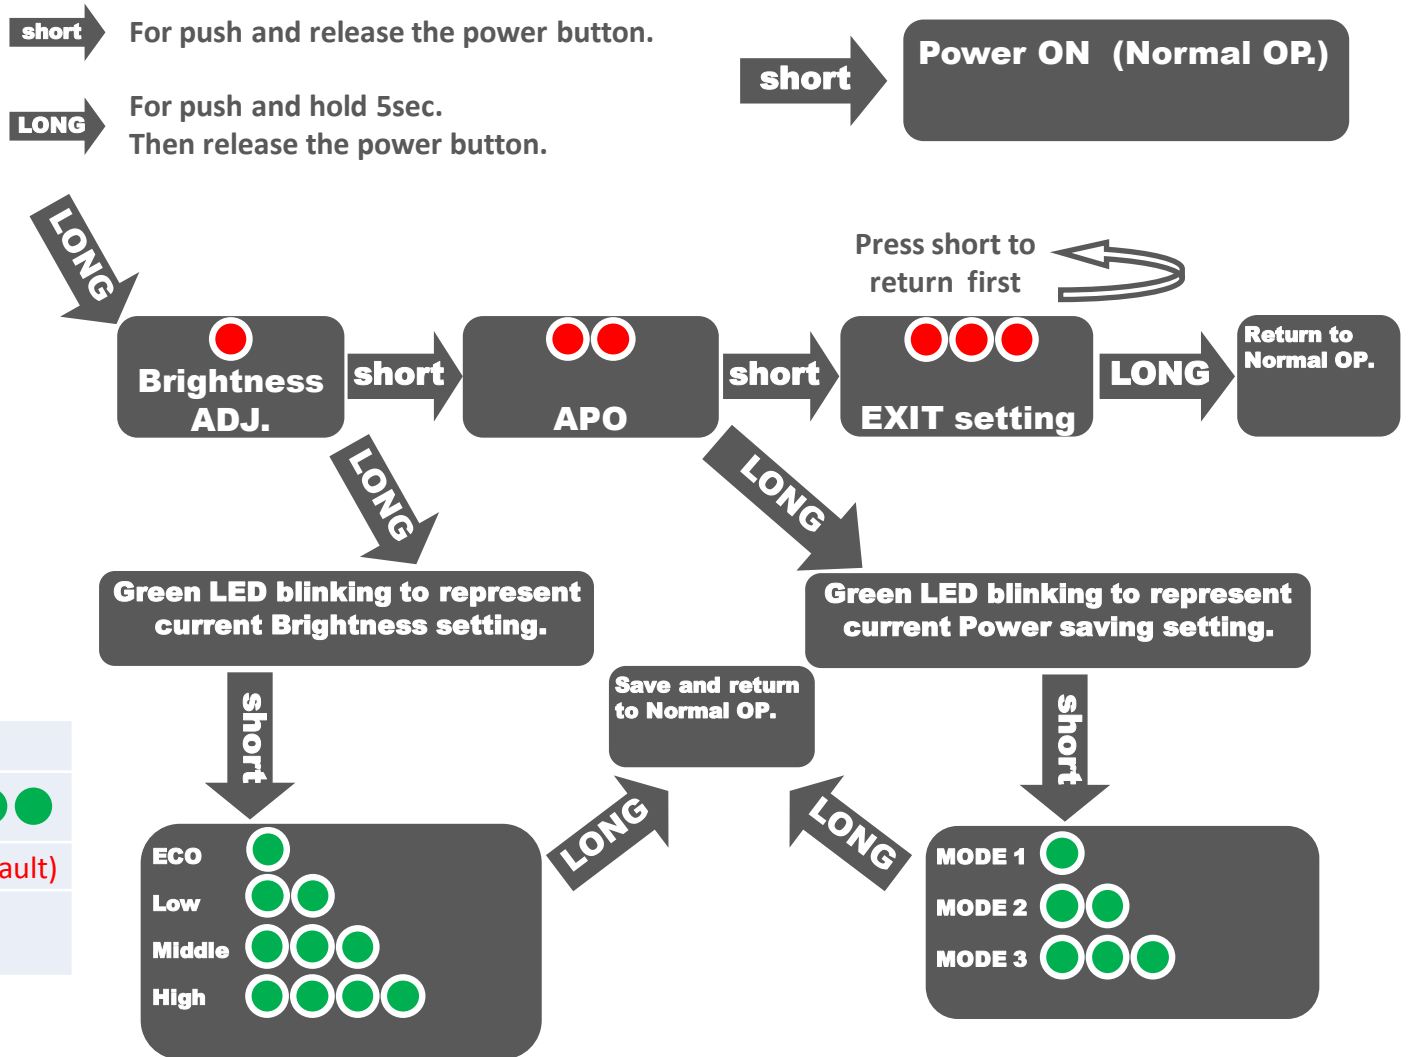 short
For push and release the power button.
LONG
For push and hold 5sec.
Then release the power button.
short
Power ON (Normal OP.)
LONG
Press short to
return first
Brightness
ADJ.
short
APO
short
EXIT setting
LONG
Return to
Normal OP.
LONG
LONG
Green LED blinking to represent
current Brightness setting.
Green LED blinking to represent
current Power saving setting.
short
Save and return
to Normal OP.
short
ault)
LONG
LONG
ECO
Low
Middle
High
MODE 1
MODE 2
MODE 3